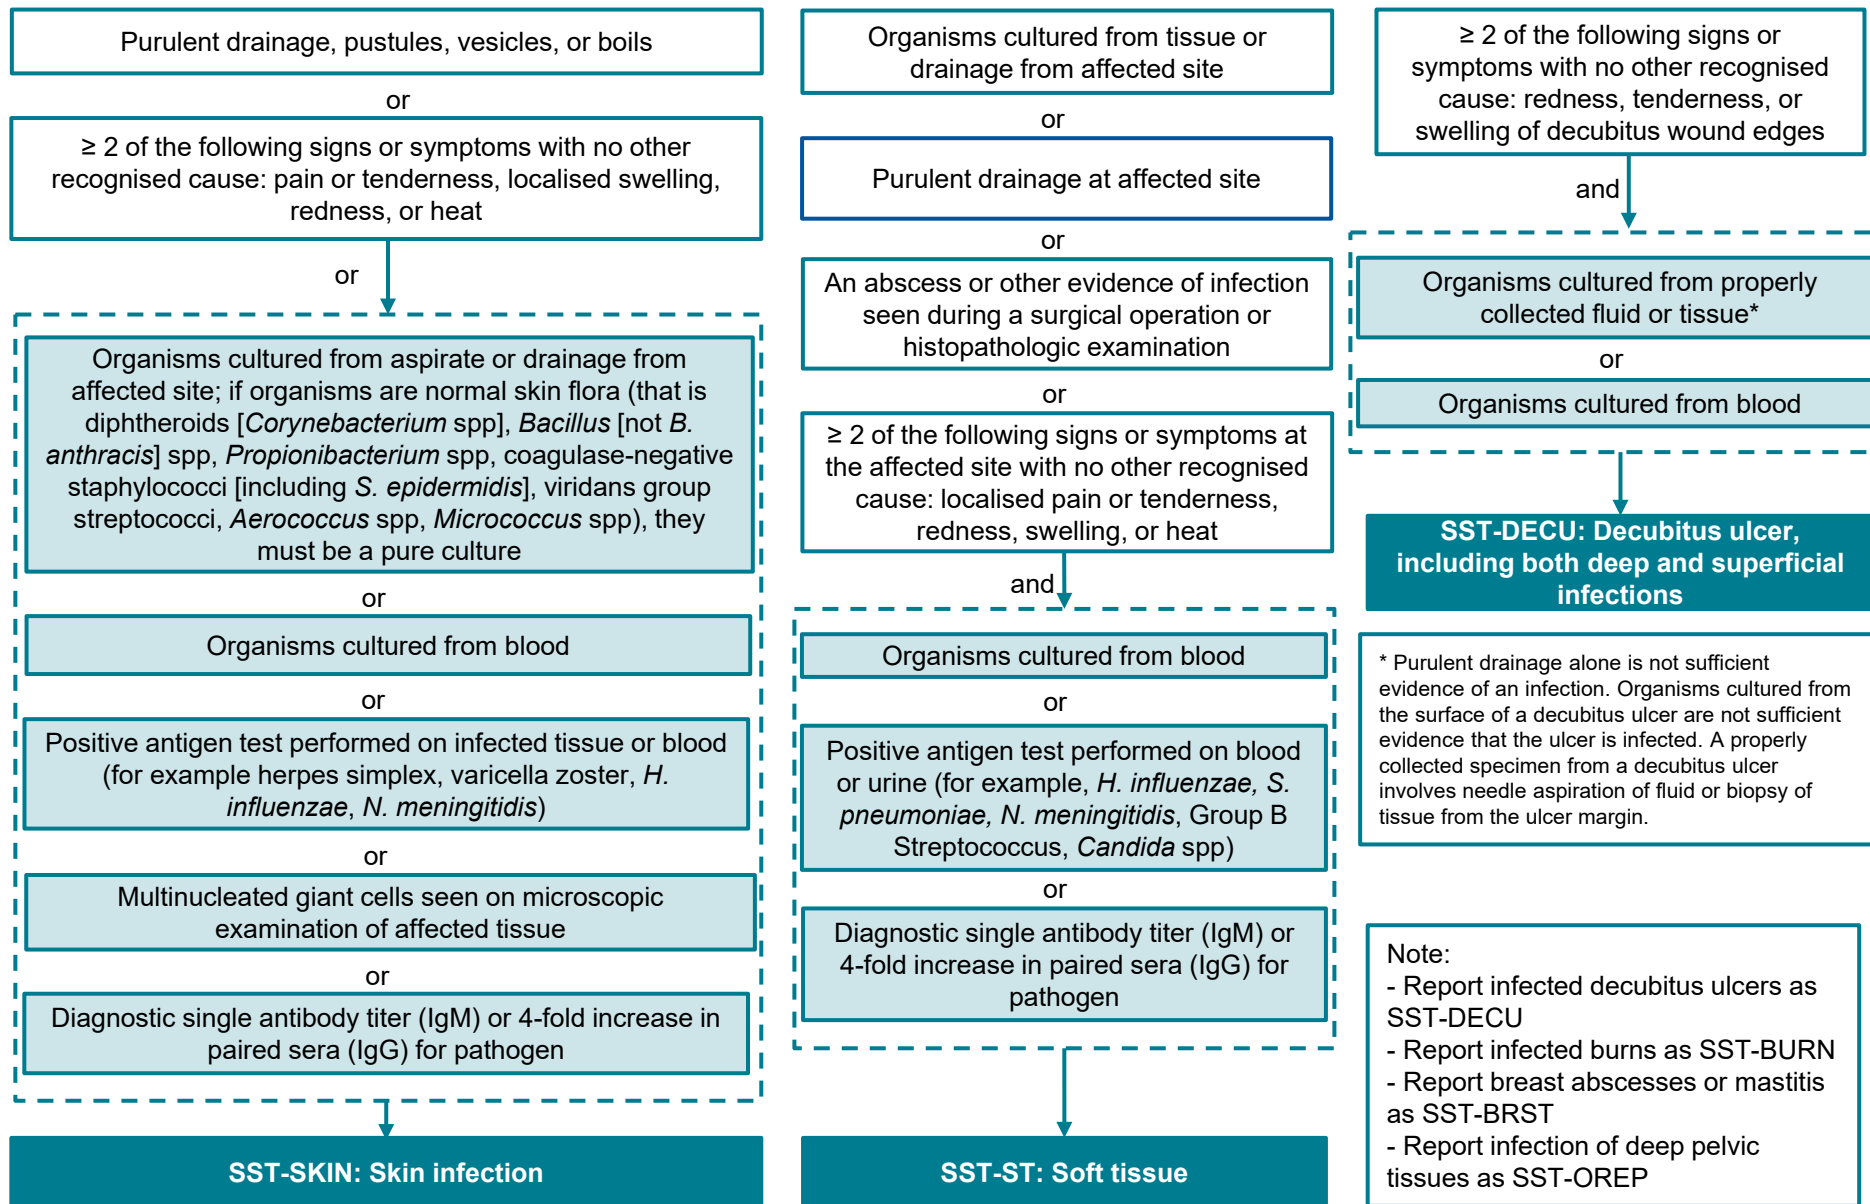 Purulent drainage, pustules, vesicles, or boils
or
≥ 2 of the following signs or symptoms with no other
recognised cause: pain or tenderness, localised swelling,
redness, or heat
or
Organisms cultured from aspirate or drainage from
affected site; if organisms are normal skin flora (that is
diphtheroids [Corynebacterium spp], Bacillus [not B.
anthracis] spp, Propionibacterium spp, coagulase-negative
staphylococci [including S. epidermidis], viridans group
streptococci, Aerococcus spp, Micrococcus spp), they
must be a pure culture
or
Organisms cultured from blood
or
Positive antigen test performed on infected tissue or blood
(for example herpes simplex, varicella zoster, H.
influenzae, N. meningitidis)
or
Multinucleated giant cells seen on microscopic
examination of affected tissue
or
Diagnostic single antibody titer (IgM) or 4-fold increase in
paired sera (IgG) for pathogen
SST-SKIN: Skin infection
Organisms cultured from tissue or
drainage from affected site
or
Purulent drainage at affected site
or
An abscess or other evidence of infection
seen during a surgical operation or
histopathologic examination
or
≥ 2 of the following signs or symptoms at
the affected site with no other recognised
cause: localised pain or tenderness,
redness, swelling, or heat
and
Organisms cultured from blood
or
Positive antigen test performed on blood
or urine (for example, H. influenzae, S.
pneumoniae, N. meningitidis, Group B
Streptococcus, Candida spp)
or
Diagnostic single antibody titer (IgM) or
4-fold increase in paired sera (IgG) for
pathogen
SST-ST: Soft tissue
≥ 2 of the following signs or
symptoms with no other recognised
cause: redness, tenderness, or
swelling of decubitus wound edges
and
Organisms cultured from properly
collected fluid or tissue*
or
Organisms cultured from blood
SST-DECU: Decubitus ulcer,
including both deep and superficial
infections
* Purulent drainage alone is not sufficient
evidence of an infection. Organisms cultured from
the surface of a decubitus ulcer are not sufficient
evidence that the ulcer is infected. A properly
collected specimen from a decubitus ulcer
involves needle aspiration of fluid or biopsy of
tissue from the ulcer margin.
Note:
- Report infected decubitus ulcers as
SST-DECU
- Report infected burns as SST-BURN
- Report breast abscesses or mastitis
as SST-BRST
- Report infection of deep pelvic
tissues as SST-OREP